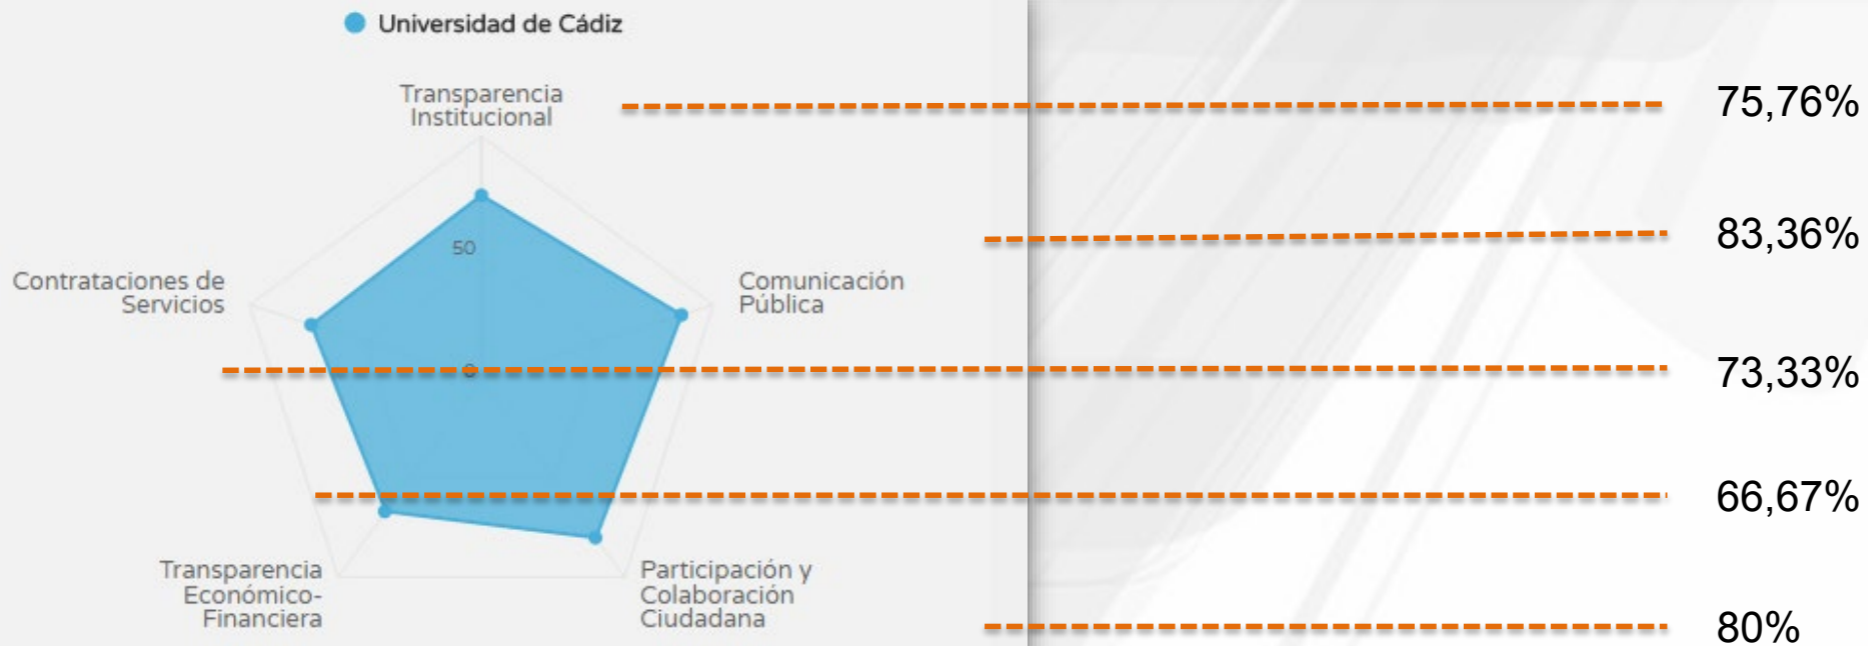 Universidad de Cádiz
Transparencia
Institucional
75,76%
83,36%
50
Contrataciones de
Servicios
Comunicación
Pública
0
73,33%
66,67%
Transparencia
Económico-
Financiera
Participación y
Colaboración
Ciudadana
80%